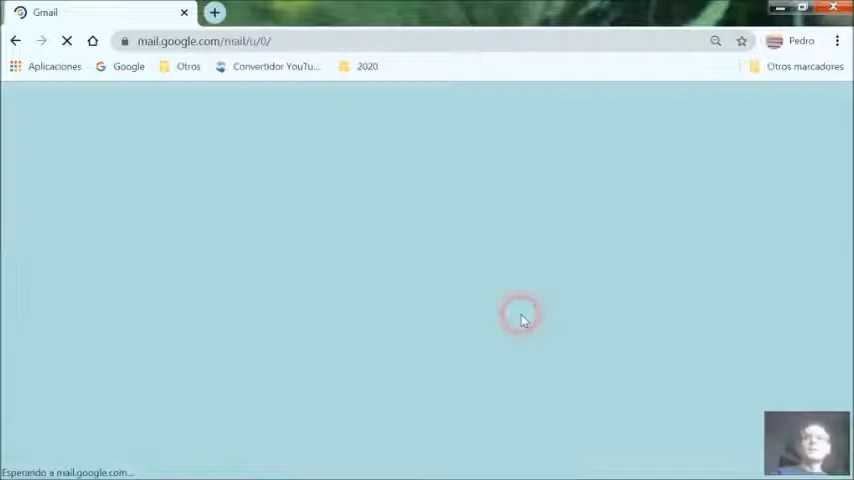 Gmail
mail.google.com/mail/u/0/
Pedro
Aplicaciones
Google
Otros
Convertidor YouTu...
2020
Otros marcadores
Esperando a mail.google.com...